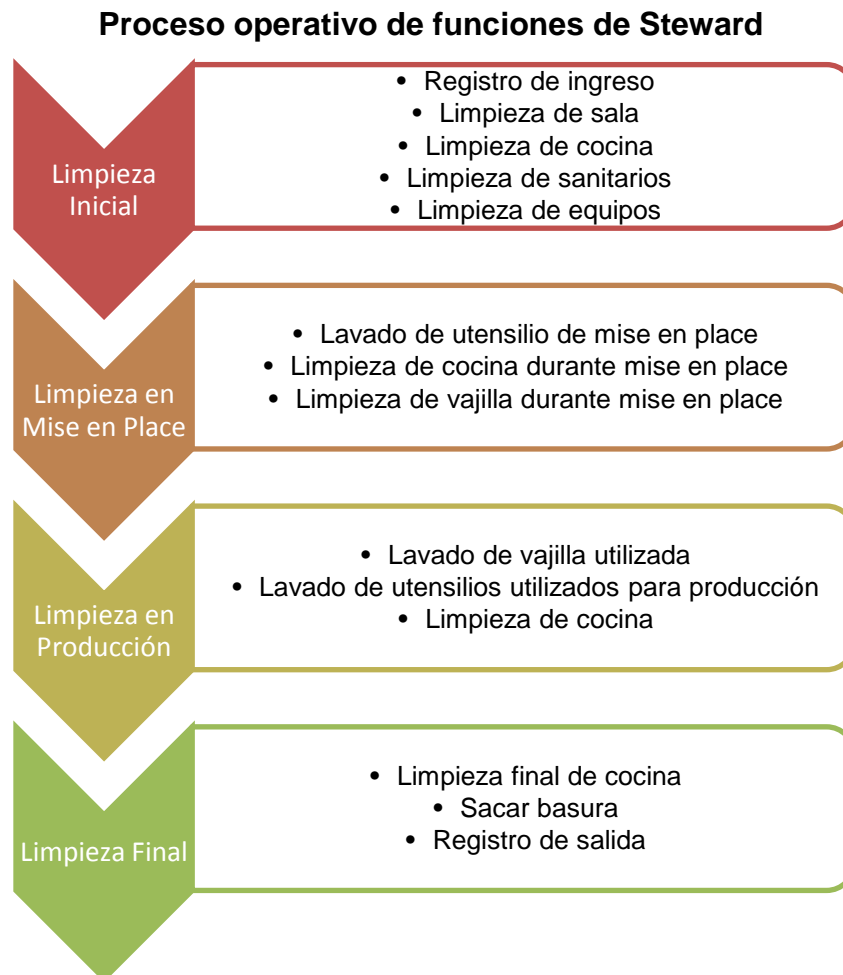 Proceso operativo de funciones de Steward
Limpieza
Inicial
• Registro de ingreso
• Limpieza de sala
• Limpieza de cocina
• Limpieza de sanitarios
• Limpieza de equipos
Limpieza en
Mise en Place
• Lavado de utensilio de mise en place
• Limpieza de cocina durante mise en place
• Limpieza de vajilla durante mise en place
Limpieza en
Producción
• Lavado de vajilla utilizada
• Lavado de utensilios utilizados para producción
• Limpieza de cocina
Limpieza Final
• Limpieza final de cocina
• Sacar basura
• Registro de salida